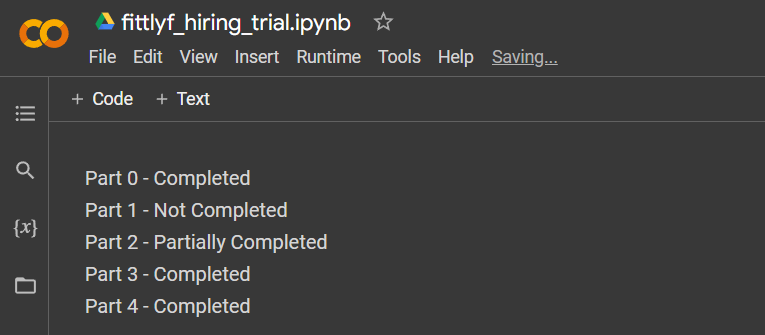 fittlyf_hiring_trial.ipynb
File Edit View Insert Runtime Tools Help Saving...
+ Code + Text
{x}
Part 0 - Completed
Part 1 - Not Completed
Part 2 - Partially Completed
Part 3 - Completed
Part 4 - Completed